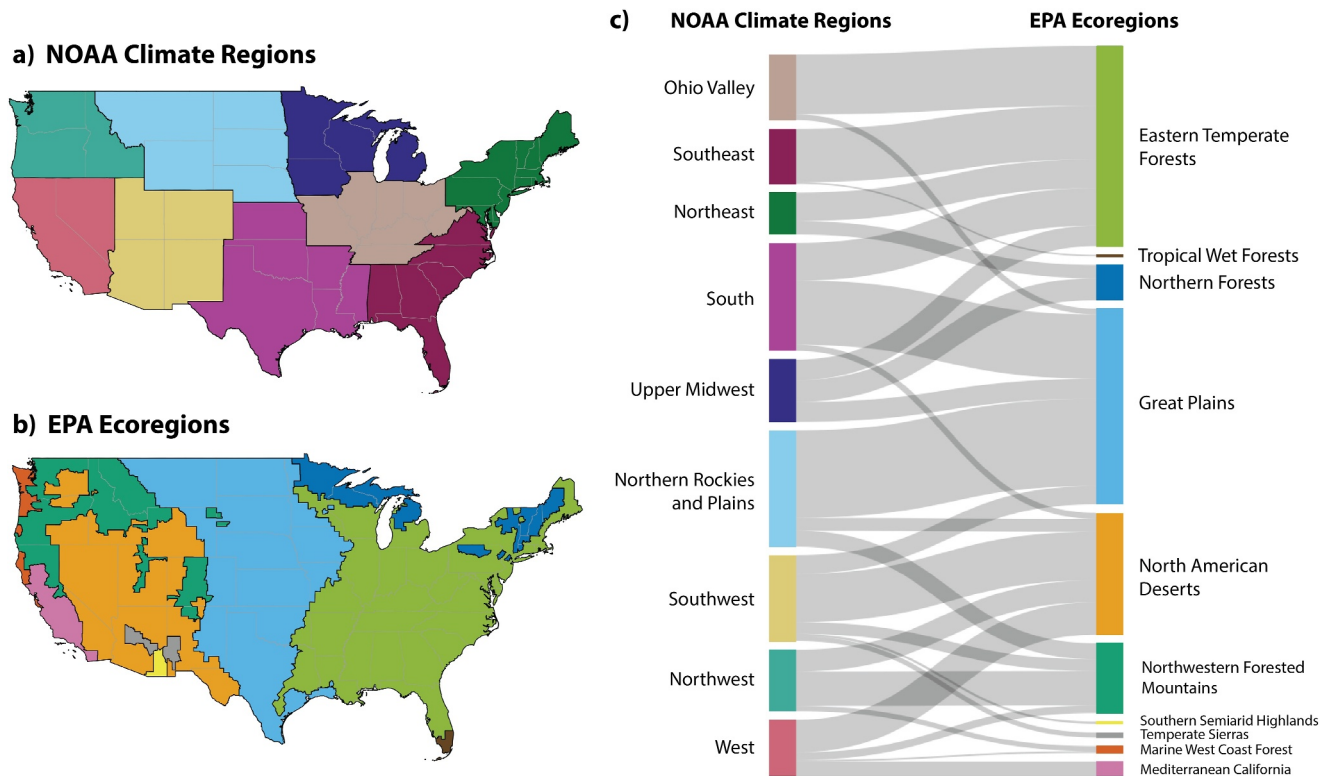 a) NOAA Climate Regions
b) EPA Ecoregions
c)
NOAA Climate Regions
EPA Ecoregions
Ohio Valley
Southeast
Northeast
South
Upper Midwest
Northern Rockies
and Plains
Southwest
Northwest
West
Eastern Temperate
Forests
Tropical Wet Forests
Northern Forests
Great Plains
North American
Deserts
Northwestern Forested
Mountains
Southern Semiarid Highlands
Temperate Sierras
Marine West Coast Forest
Mediterranean California